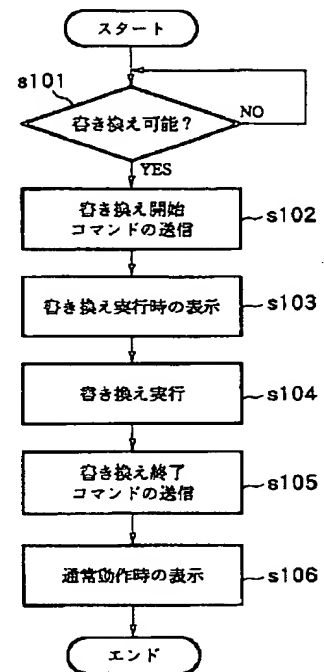 スタート
s101
書き換え可能?
NO
YES
書き換え開始
コマンドの送信
s102
書き換え実行時の表示
s103
書き換え実行
s104
書き換え終了
コマンドの送信
s105
通常動作時の表示
s106
エンド